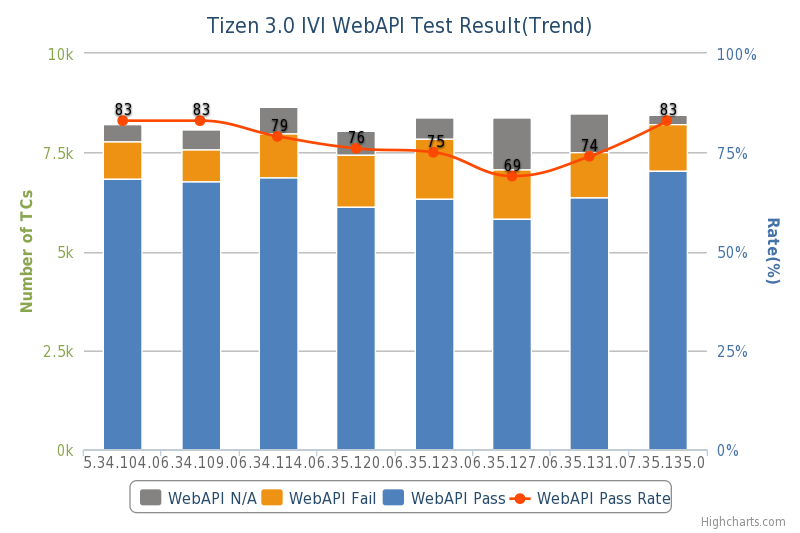 Tizen 3.0 IVI WebAPI Test Result(Trend)
10k
100%
83
83
79
76
75
69
74
83
7.5k
75%
Number of TCs
Rate(%)
5k
50%
2.5k
25%
0k
0%
5.34.104.06.34.109.06.34.114.06.35.120.06.35.123.06.35.127.06.35.131.07.35.135.0
WebAPI N/A WebAPI Fail WebAPI Pass WebAPI Pass Rate
Highcharts.com